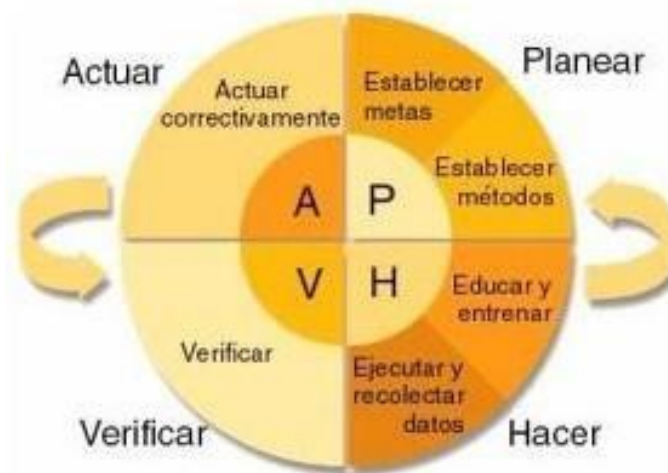 Actuar
Planear
Actuar
correctivamente
Establecer
metas
Establecer
métodos
A
P
V
H
Educar y
entrenar
Verificar
Ejecutar y
recolectar
datos
Verificar
Hacer